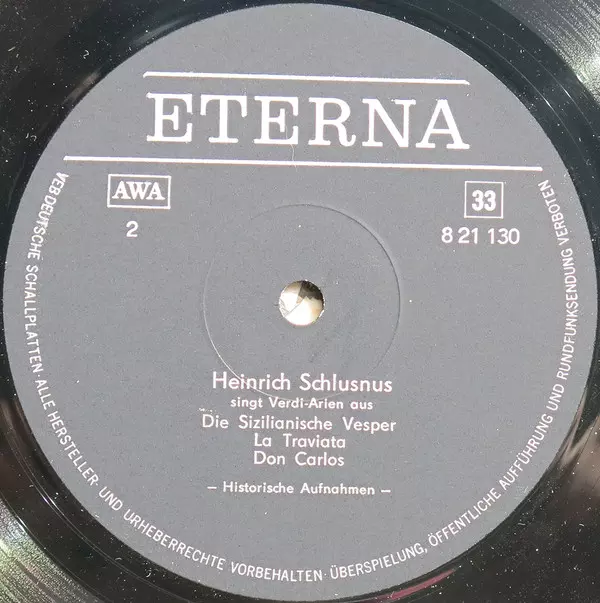 ETERNA
AWA
33
2
8 21 130
Heinrich Schlusnus
singt Verdi-Arien aus
Die Sizilianische Vesper
La Traviata
Don Carlos
– Historische Aufnahmen –
VEB DEUTSCHE SCHALLPLATTEN · ALLE HERSTELLER- UND URHEBERRECHTE VORBEHALTEN · ÜBERSPIELUNG, ÖFFENTLICHE AUFFÜHRUNG UND RUNDFUNKSENDUNG VERBOTEN